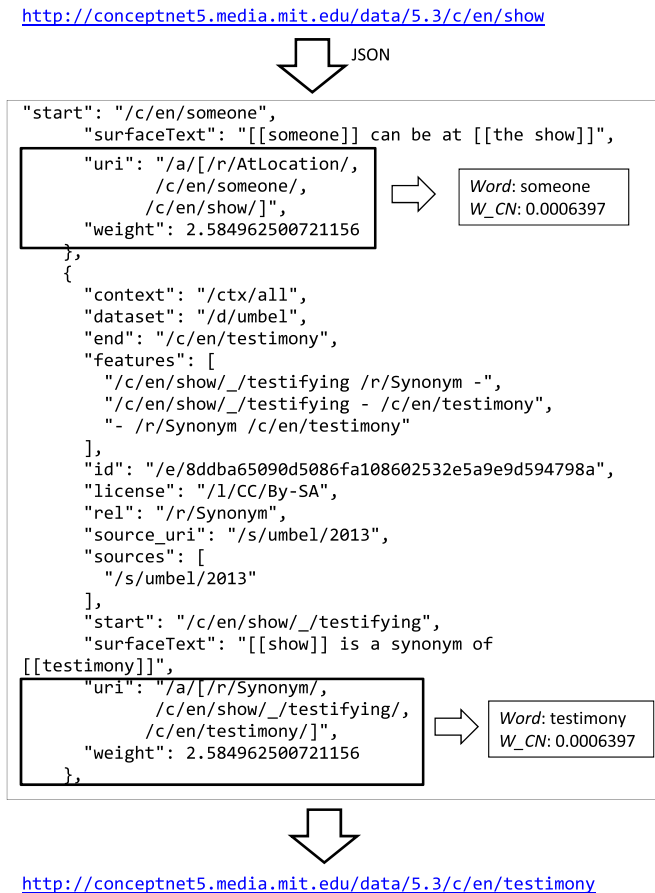 http://conceptnet5.media.mit.edu/data/5.3/c/en/show
JSON
"start": "/c/en/someone",
"surfaceText": "[[someone]] can be at [[the show]]",
"uri": "/a/[/r/AtLocation/,
/c/en/someone/,
/c/en/show/]",
"weight": 2.584962500721156
},
Word: someone
W_CN: 0.0006397
{
"context": "/ctx/all",
"dataset": "/d/umbel",
"end": "/c/en/testimony",
"features": [
"/c/en/show/_/testifying /r/Synonym -",
"/c/en/show/_/testifying - /c/en/testimony",
"- /r/Synonym /c/en/testimony"
],
"id": "/e/8ddba65090d5086fa108602532e5a9e9d594798a",
"license": "/l/CC/By-SA",
"rel": "/r/Synonym",
"source_uri": "/s/umbel/2013",
"sources": [
"/s/umbel/2013"
],
"start": "/c/en/show/_/testifying",
"surfaceText": "[[show]] is a synonym of
[[testimony]]",
"uri": "/a/[/r/Synonym/,
/c/en/show/_/testifying/,
/c/en/testimony/]",
"weight": 2.584962500721156
},
Word: testimony
W_CN: 0.0006397
http://conceptnet5.media.mit.edu/data/5.3/c/en/testimony